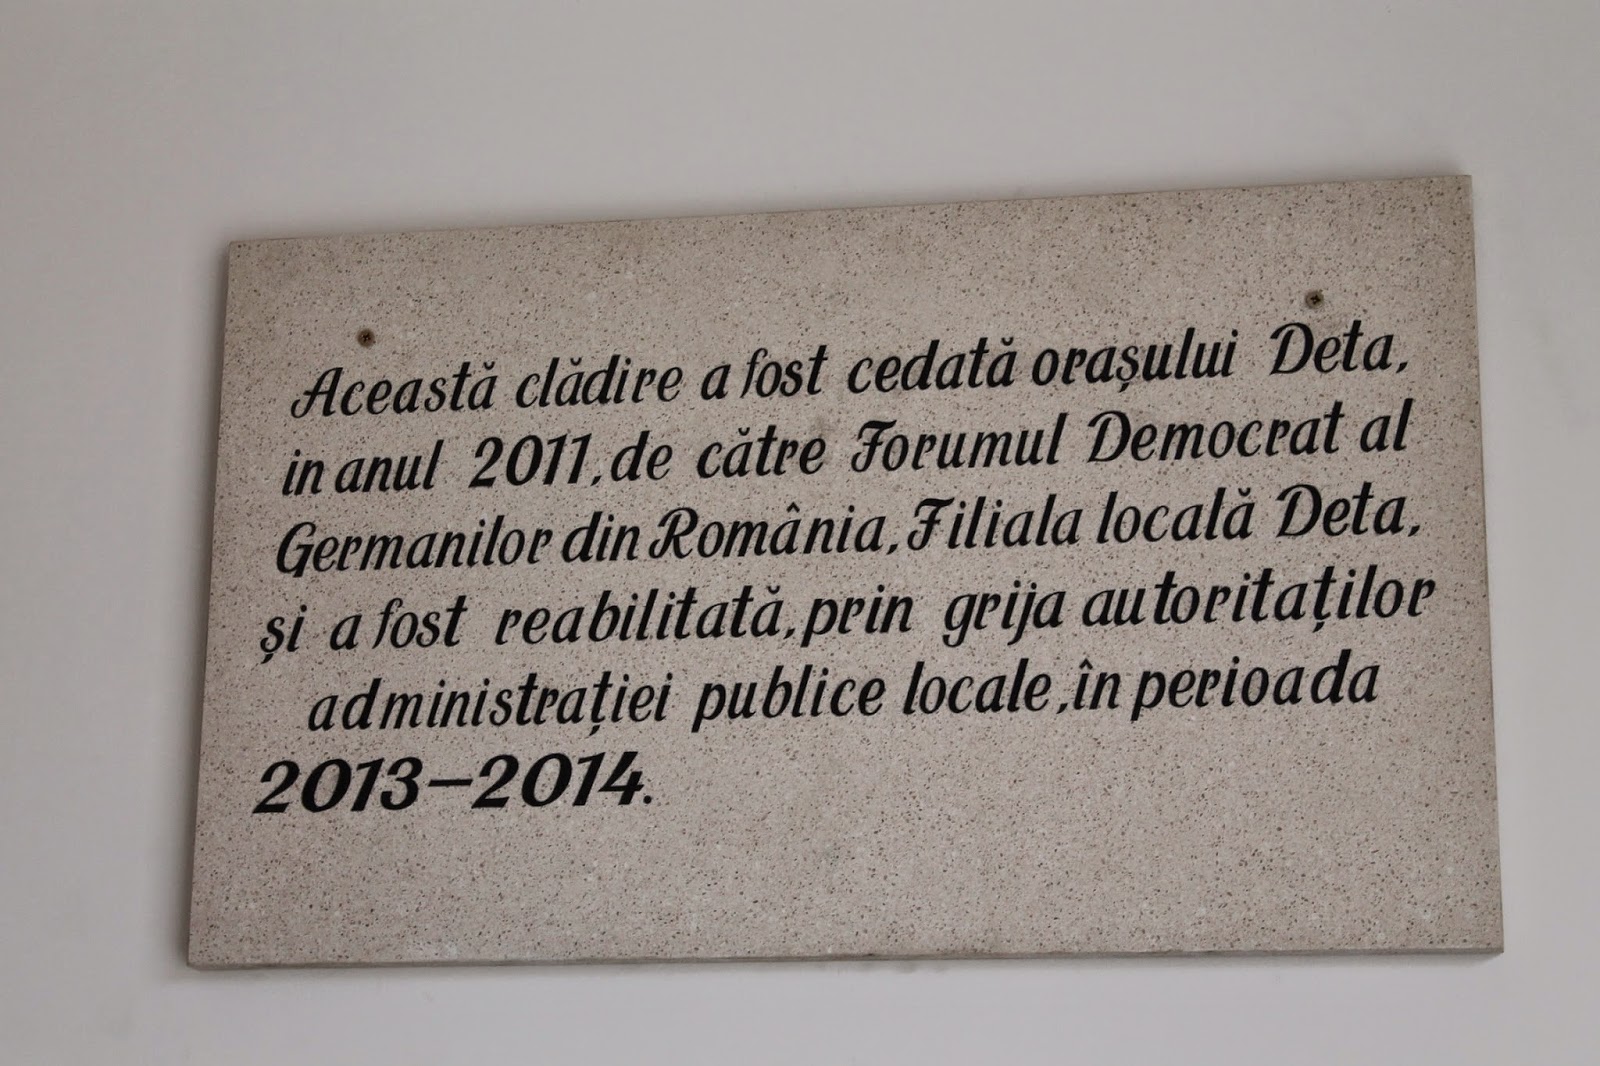 Această clădire a fost cedată orașului Deta,
in anul 2011, de către Forumul Democrat al
Germanilor din România, Filiala locală Deta,
și a fost reabilitată, prin grija autoritaților
administrației publice locale, în perioada
2013-2014.